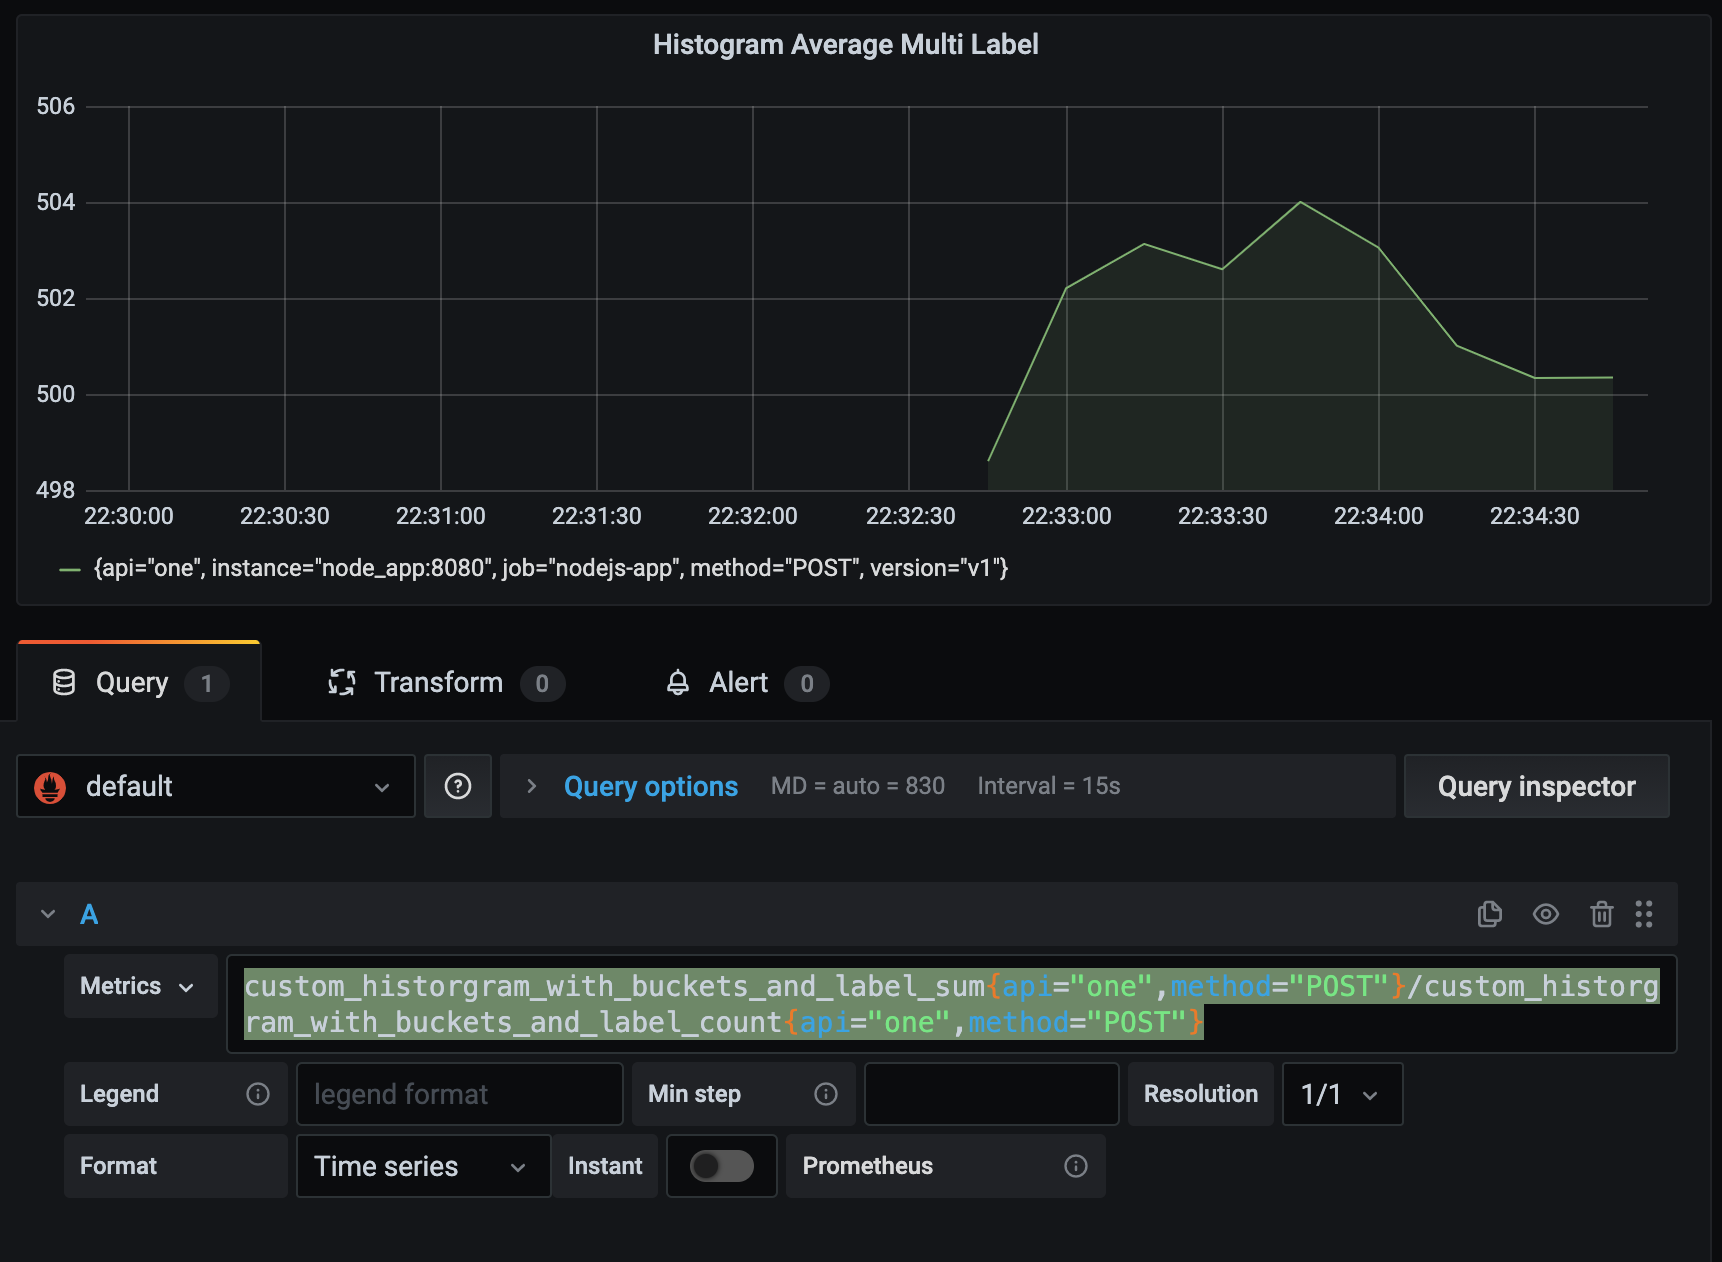 Histogram Average Multi Label
506
504
502
500
498
22:30:00 22:30:30 22:31:00 22:31:30 22:32:00 22:32:30 22:33:00 22:33:30 22:34:00 22:34:30
{api="one", instance="node_app:8080", job="nodejs-app", method="POST", version="v1"}
Query 1 Transform 0 Alert 0
default Query options MD = auto = 830 Interval = 15s Query inspector
A
Metrics custom_historgram_with_buckets_and_label_sum{api="one",method="POST"}/custom_historg
ram_with_buckets_and_label_count{api="one",method="POST"}
Legend legend format Min step Resolution 1/1
Format Time series Instant Prometheus